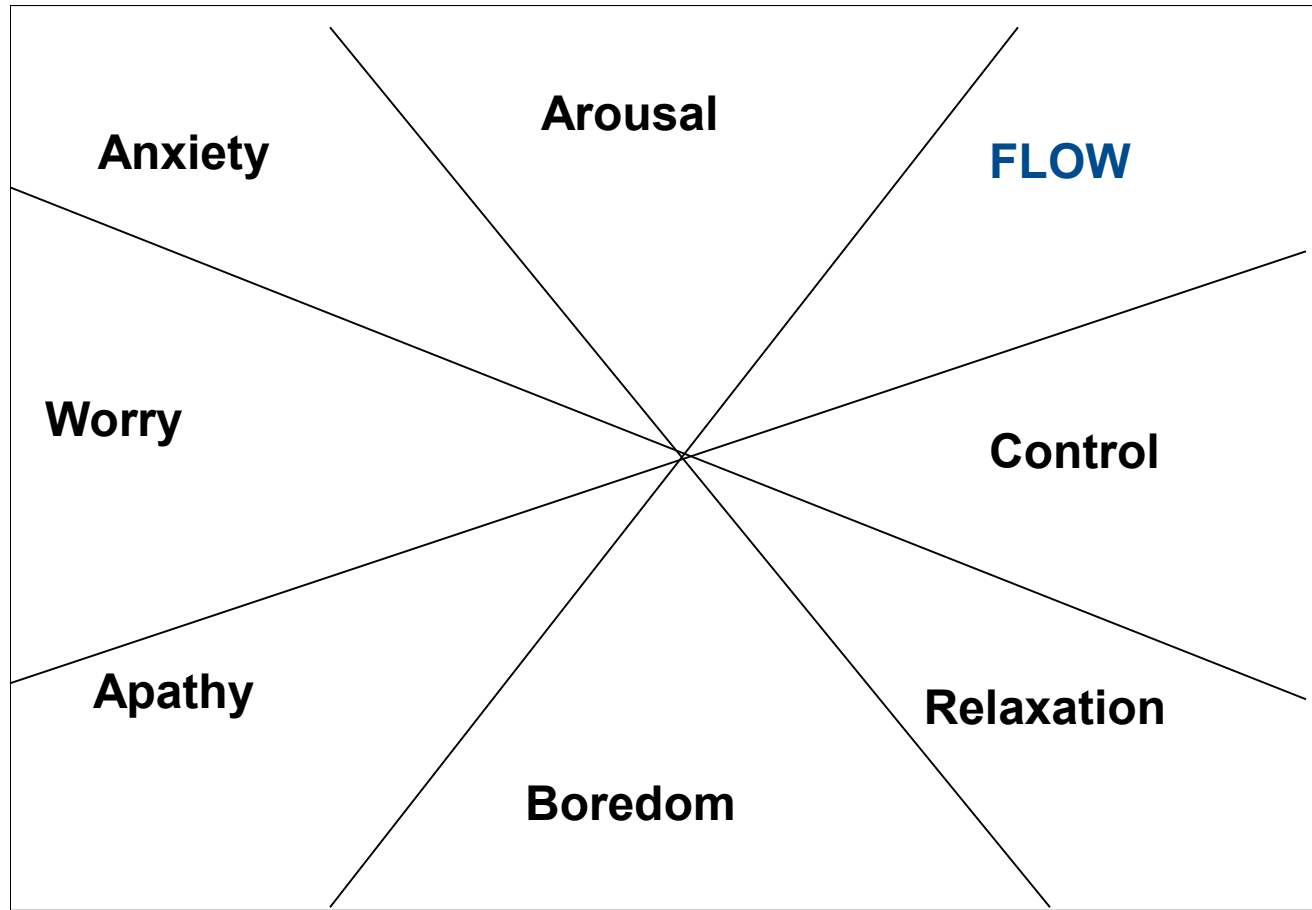 Arousal
Anxiety
FLOW
Worry
Control
Apathy
Relaxation
Boredom